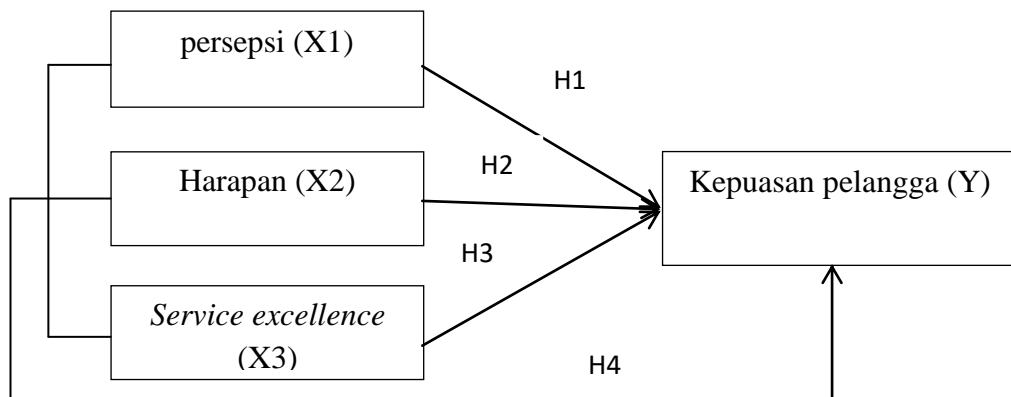 persepsi (X1)
H1
H2
Harapan (X2)
Kepuasan pelangga (Y)
H3
Service excellence
(X3)
H4